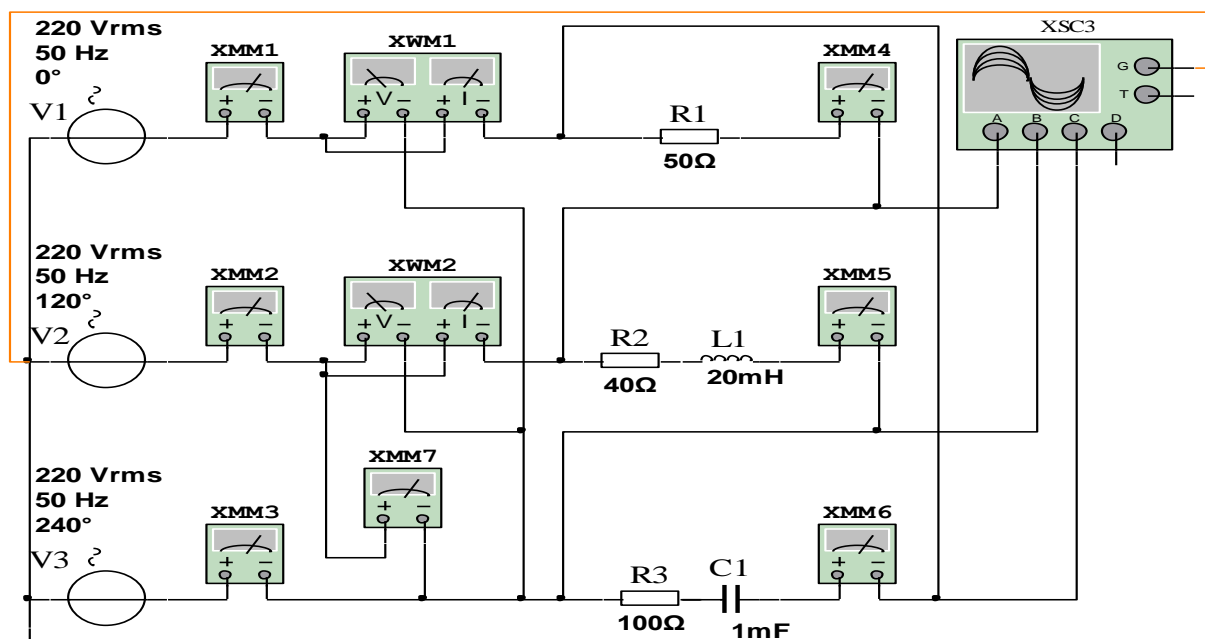 220 Vrms
50 Hz
0°
V1
XMM1
+ −
XWM1
+ V − + I −
R1
50Ω
XMM4
+ −
XSC3
G
T
A B C D
220 Vrms
50 Hz
120°
V2
XMM2
+ −
XWM2
+ V − + I −
R2
40Ω
L1
20mH
XMM5
+ −
220 Vrms
50 Hz
240°
V3
XMM3
+ −
XMM7
+ −
R3
100Ω
C1
1mF
XMM6
+ −